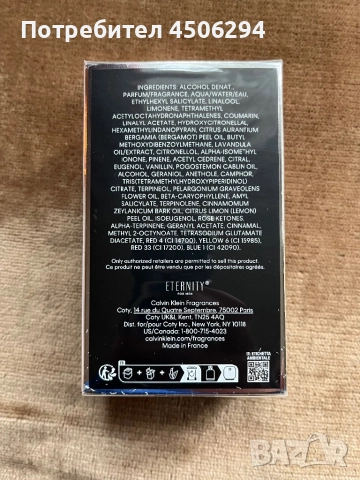 Потребител 4506294
INGREDIENTS: ALCOHOL DENAT.,
PARFUM/FRAGRANCE, AQUA/WATER/EAU,
ETHYLHEXYL SALICYLATE, LINALOOL,
LIMONENE, TETRAMETHYL
ACETYLOCTAHYDRONAPHTHALENES, COUMARIN,
LINALYL ACETATE, HYDROXYCITRONELLAL,
HEXAMETHYLINDANOPYRAN, CITRUS AURANTIUM
BERGAMIA (BERGAMOT) PEEL OIL, BUTYL
METHOXYDIBENZOYLMETHANE, LAVANDULA
OIL/EXTRACT, CITRONELLOL, ALPHA-ISOMETHYL
IONONE, PINENE, ACETYL CEDRENE, CITRAL,
EUGENOL, VANILLIN, POGOSTEMON CABLIN OIL,
ALCOHOL, GERANIOL, ANETHOLE, CAMPHOR,
TRIS(TETRAMETHYLHYDROXYPIPERIDINOL)
CITRATE, TERPINEOL, PELARGONIUM GRAVEOLENS
FLOWER OIL, BETA-CARYOPHYLLENE, AMYL
SALICYLATE, TERPINOLENE, CINNAMOMUM
ZEYLANICUM BARK OIL, CITRUS LIMON (LEMON)
PEEL OIL, ISOEUGENOL, ROSE KETONES,
ALPHA-TERPINENE, GERANYL ACETATE, CINNAMAL,
METHYL 2-OCTYNOATE, TETRASODIUM GLUTAMATE
DIACETATE, RED 4 (CI 14700), YELLOW 6 (CI 15985),
RED 33 (CI 17200), BLUE 1 (CI 42090).
Only authorized retailers are permitted to sell this product.
Ce produit ne peut être vendu que par les dépositaires agréés.
ETERNITY®
FOR MEN
Calvin Klein Fragrances
Coty, 14 rue du Quatre Septembre, 75002 Paris
Coty UK&I, Kent, TN25 4AQ
Dist. for/pour Coty Inc., New York, NY 10118
US/Canada: 1-800-715-4023
calvinklein.com/fragrances
Made in France
ETICHETTA
AMBIENTALE
BAZAR